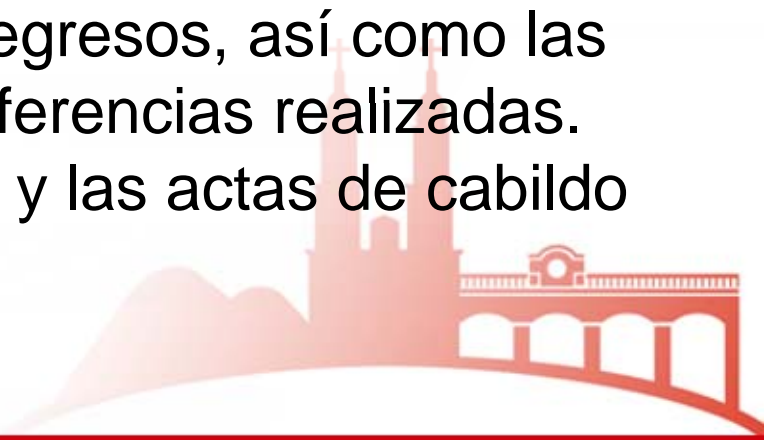 egresos, así como las
ferencias realizadas.
y las actas de cabildo